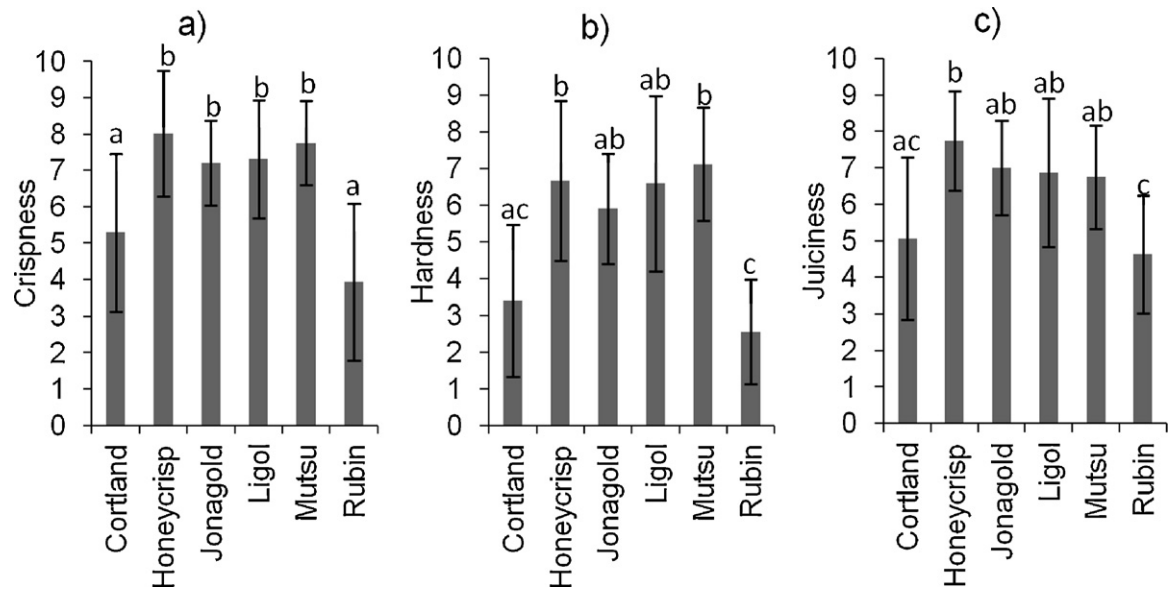 a)
Crispness
10
9
8
7
6
5
4
3
2
1
0
a
b
b
b
b
a
Cortland
Honeycrisp
Jonagold
Ligol
Mutsu
Rubin
b)
Hardness
10
9
8
7
6
5
4
3
2
1
0
ac
b
ab
ab
b
c
Cortland
Honeycrisp
Jonagold
Ligol
Mutsu
Rubin
c)
Juiciness
10
9
8
7
6
5
4
3
2
1
0
ac
b
ab
ab
ab
c
Cortland
Honeycrisp
Jonagold
Ligol
Mutsu
Rubin